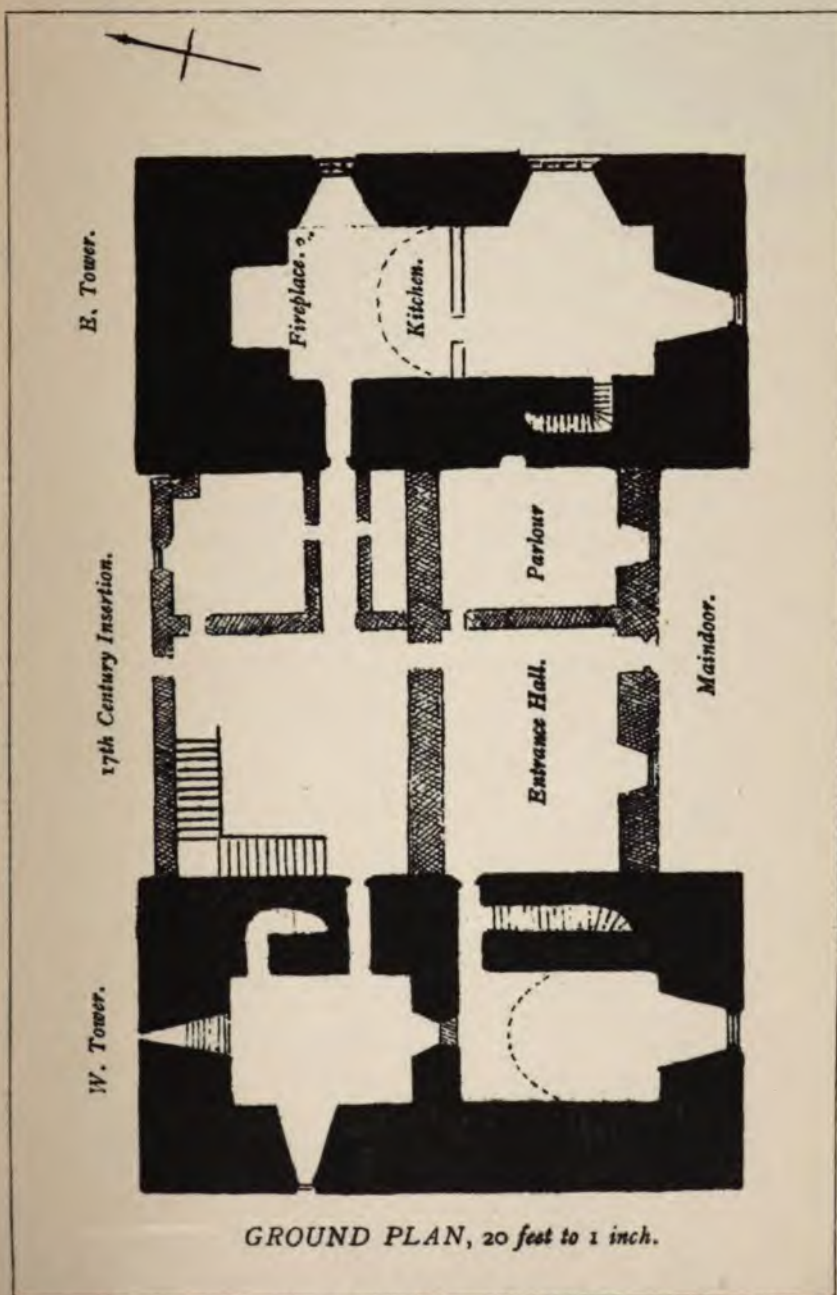 E. Tower.
Fireplace. ?
Kitchen.
17th Century Insertion.
Parlour
Entrance Hall.
Maindoor.
W. Tower.
GROUND PLAN, 20 feet to 1 inch.